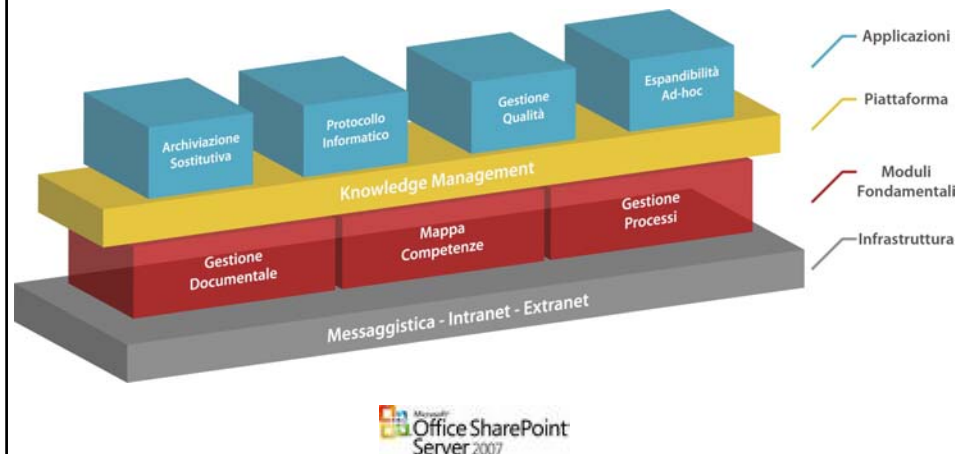 Archiviazione
Sostitutiva
Protocollo
Informatico
Gestione
Qualità
Espandibilità
Ad-hoc
Knowledge Management
Gestione
Documentale
Mappa
Competenze
Gestione
Processi
Messaggistica - Intranet - Extranet
Applicazioni
Piattaforma
Moduli
Fondamentali
Infrastruttura
Microsoft
Office SharePoint
Server 2007